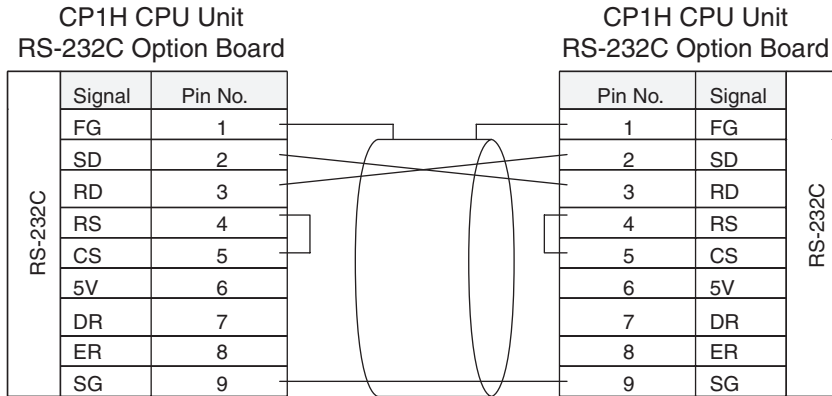 CP1H CPU Unit
RS-232C Option Board
CP1H CPU Unit
RS-232C Option Board
RS-232C
Signal Pin No.
FG 1
SD 2
RD 3
RS 4
CS 5
5V 6
DR 7
ER 8
SG 9
Pin No. Signal
1 FG
2 SD
3 RD
4 RS
5 CS
6 5V
7 DR
8 ER
9 SG
RS-232C